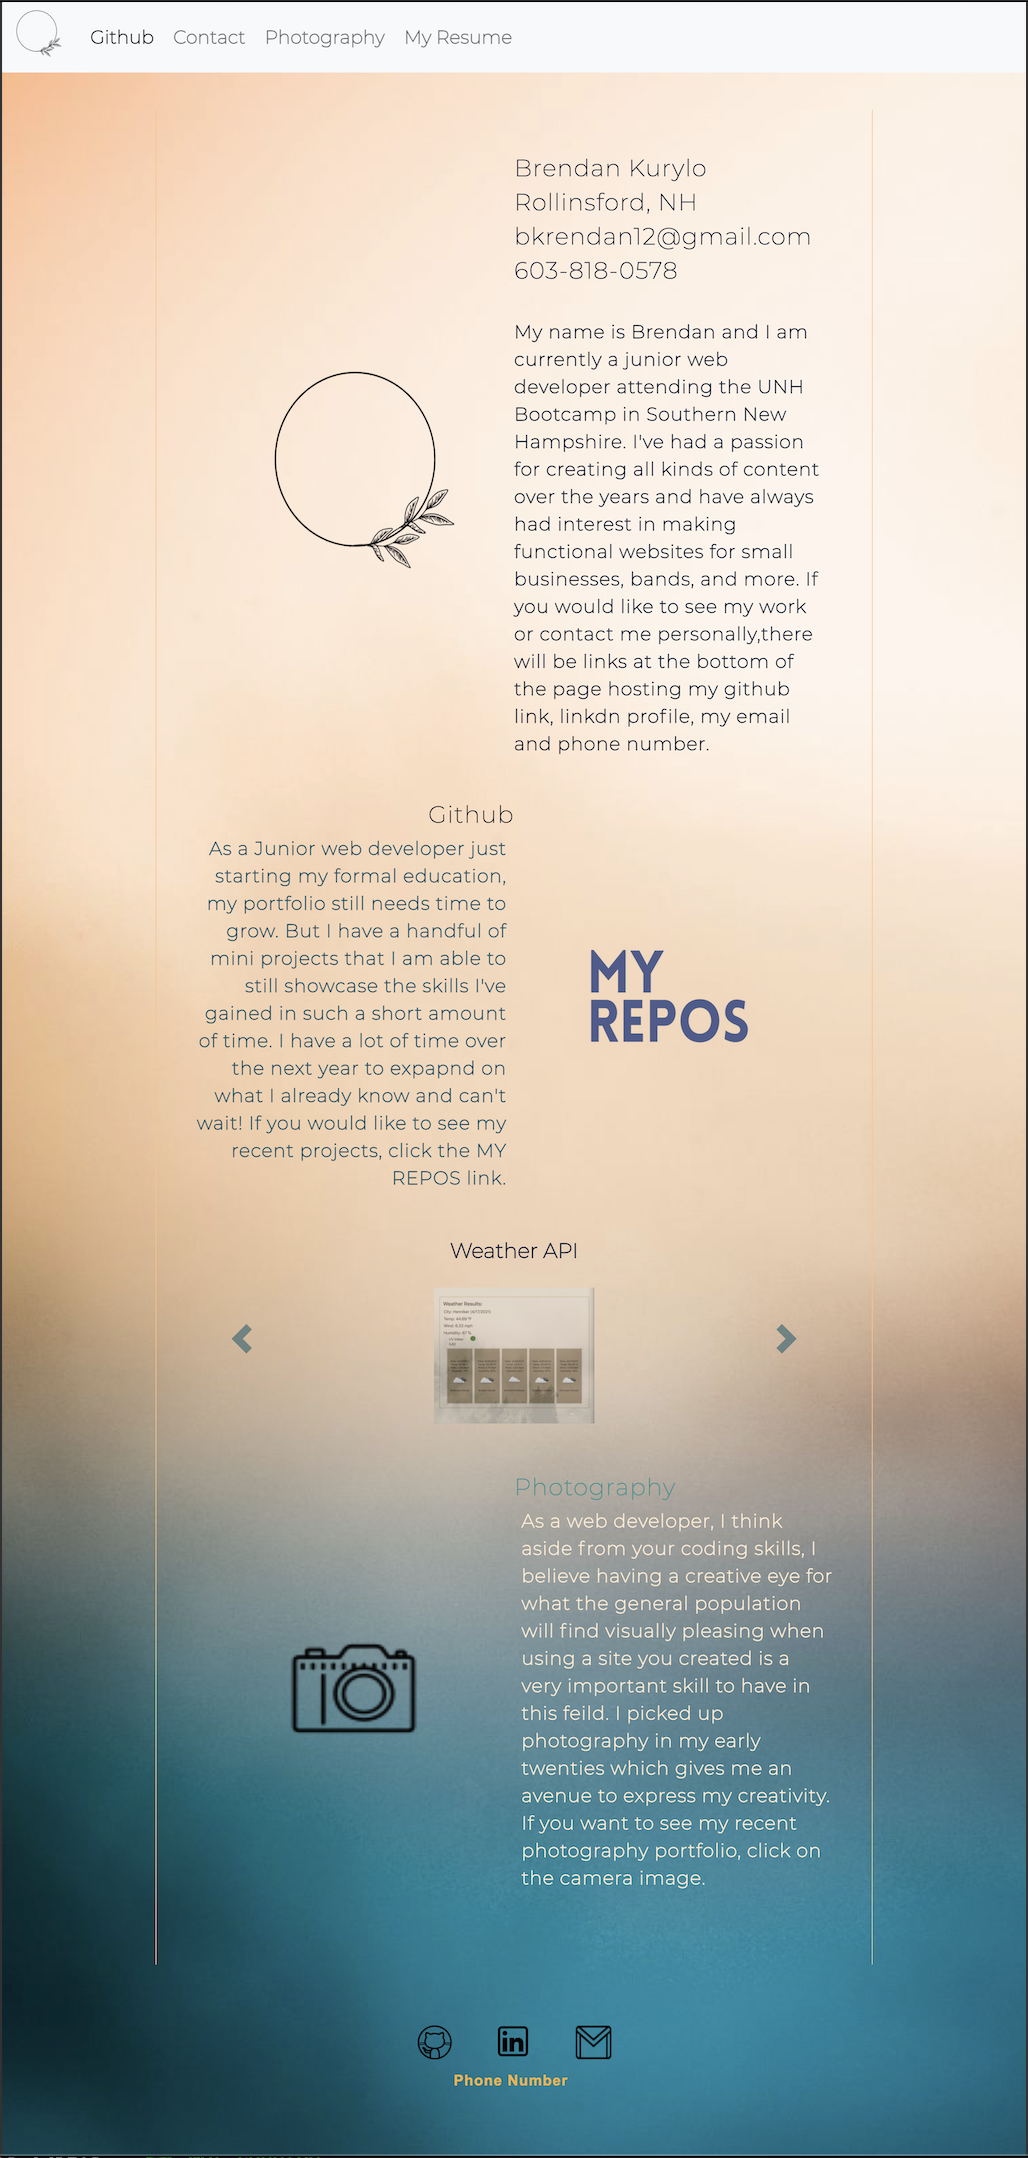 Github Contact Photography My Resume
Brendan Kurylo
Rollinsford, NH
bkrendan12@gmail.com
603-818-0578
My name is Brendan and I am
currently a junior web
developer attending the UNH
Bootcamp in Southern New
Hampshire. I've had a passion
for creating all kinds of content
over the years and have always
had interest in making
functional websites for small
businesses, bands, and more. If
you would like to see my work
or contact me personally,there
will be links at the bottom of
the page hosting my github
link, linkdn profile, my email
and phone number.
Github
As a Junior web developer just
starting my formal education,
my portfolio still needs time to
grow. But I have a handful of
mini projects that I am able to
still showcase the skills I've
gained in such a short amount
of time. I have a lot of time over
the next year to expapnd on
what I already know and can't
wait! If you would like to see my
recent projects, click the MY
REPOS link.
MY
REPOS
Weather API
Weather Results:
Photography
As a web developer, I think
aside from your coding skills, I
believe having a creative eye for
what the general population
will find visually pleasing when
using a site you created is a
very important skill to have in
this feild. I picked up
photography in my early
twenties which gives me an
avenue to express my creativity.
If you want to see my recent
photography portfolio, click on
the camera image.
in
Phone Number